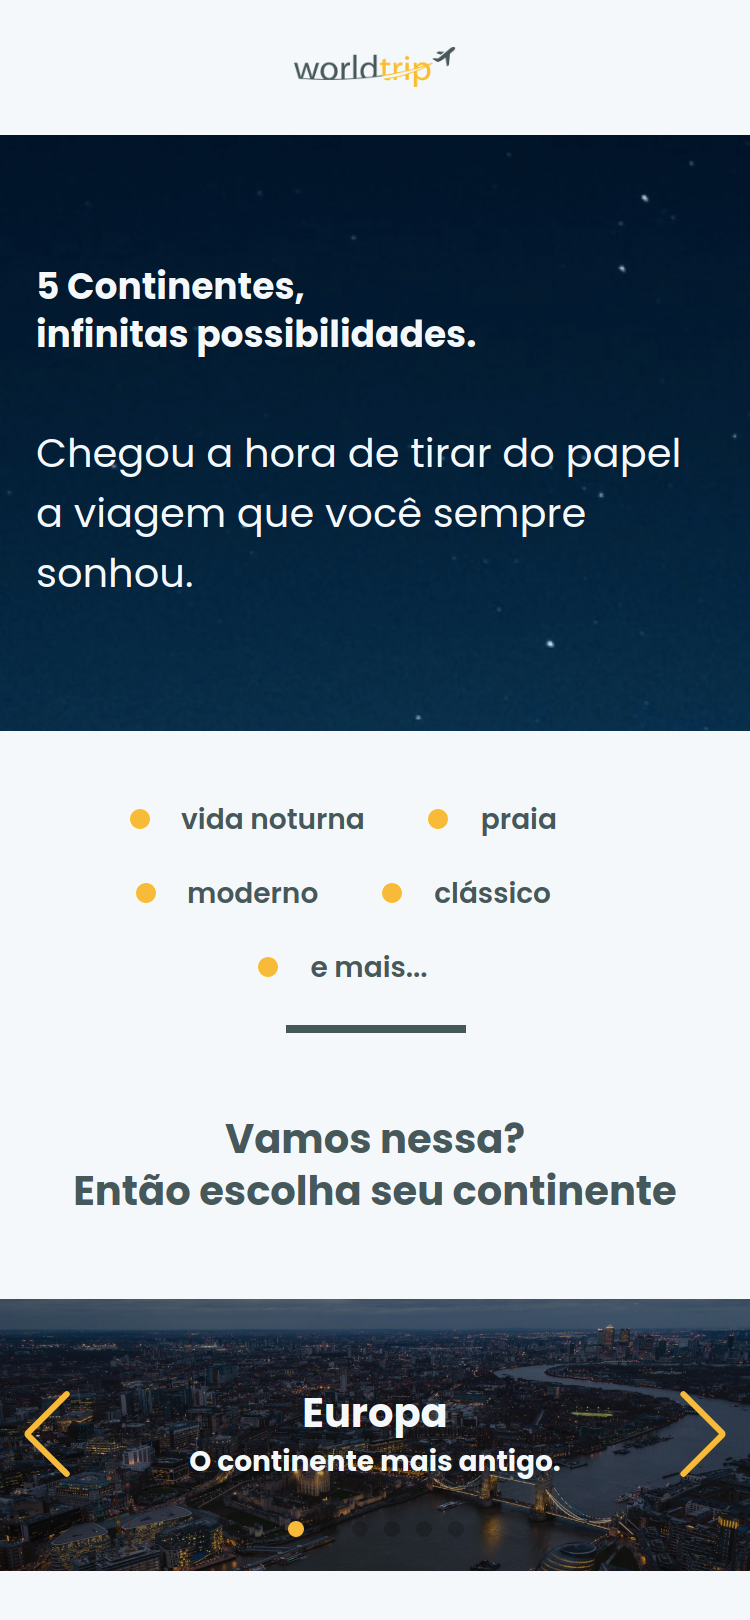 worldtrip
5 Continentes,
infinitas possibilidades.
Chegou a hora de tirar do papel
a viagem que você sempre
sonhou.
vida noturna
praia
moderno
clássico
e mais...
Vamos nessa?
Então escolha seu continente
Europa
O continente mais antigo.